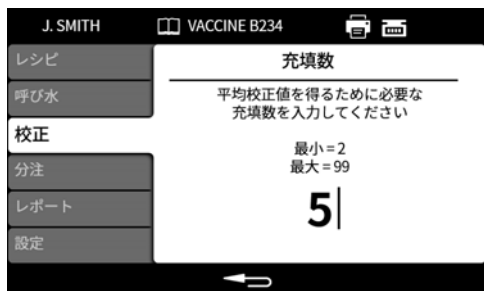 J. SMITH
VACCINE B234
レシピ
呼び水
校正
分注
レポート
設定
充填数
平均校正値を得るために必要な
充填数を入力してください
最小 = 2
最大 = 99
5